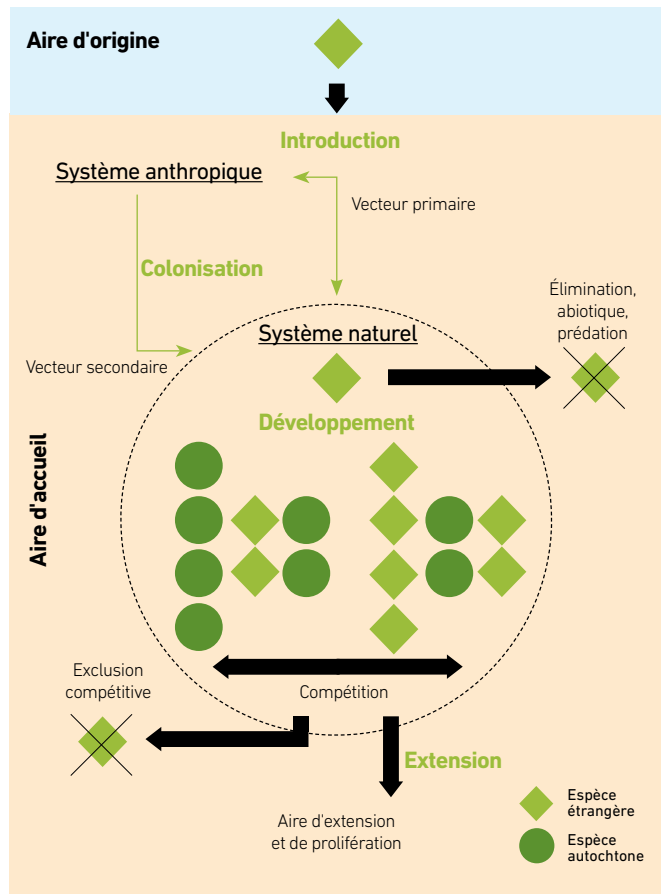 Aire d'origine
Introduction
Système anthropique
Vecteur primaire
Colonisation
Élimination,
abiotique,
prédation
Système naturel
Vecteur secondaire
Développement
Aire d'accueil
Exclusion
compétitive
Compétition
Extension
Aire d'extension
et de prolifération
Espèce
étrangère
Espèce
autochtone